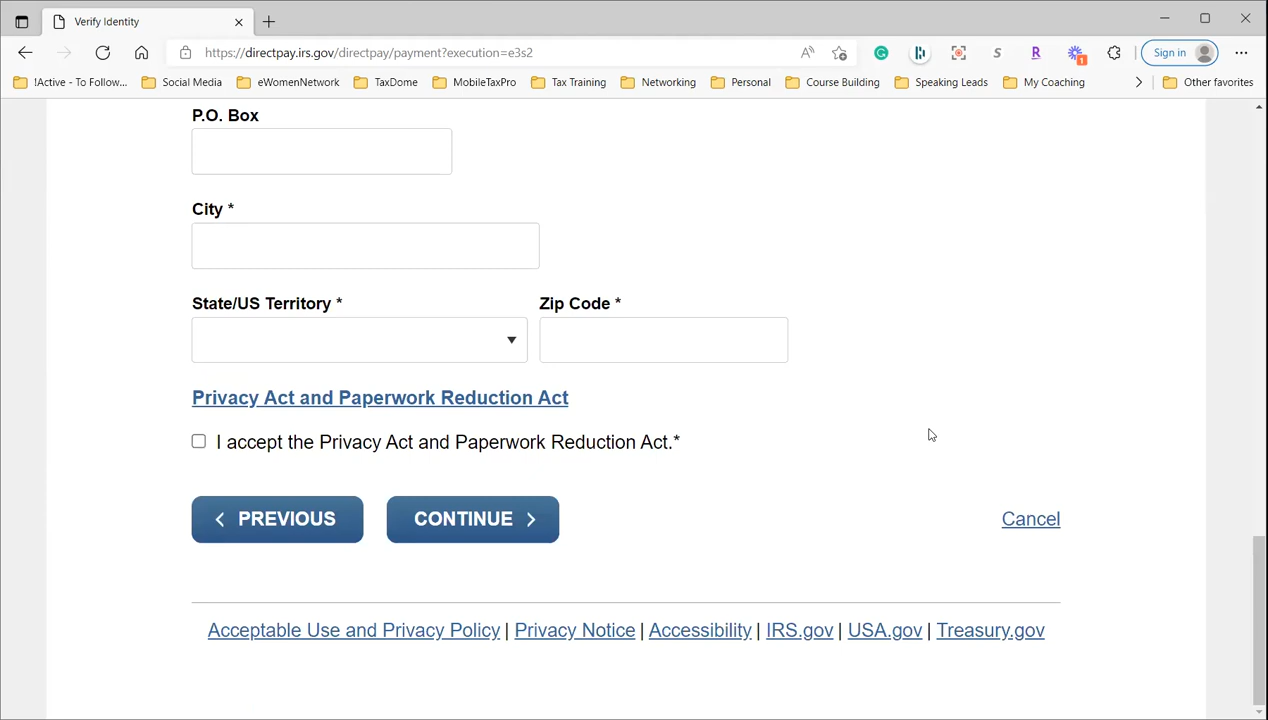 Verify Identity
https://directpay.irs.gov/directpay/payment?execution=e3s2
Sign in
1
!Active - To Follow... Social Media eWomenNetwork TaxDome MobileTaxPro Tax Training Networking Personal Course Building Speaking Leads My Coaching Other favorites
P.O. Box
City *
State/US Territory * Zip Code *
Privacy Act and Paperwork Reduction Act
I accept the Privacy Act and Paperwork Reduction Act.*
PREVIOUS CONTINUE Cancel
Acceptable Use and Privacy Policy | Privacy Notice | Accessibility | IRS.gov | USA.gov | Treasury.gov